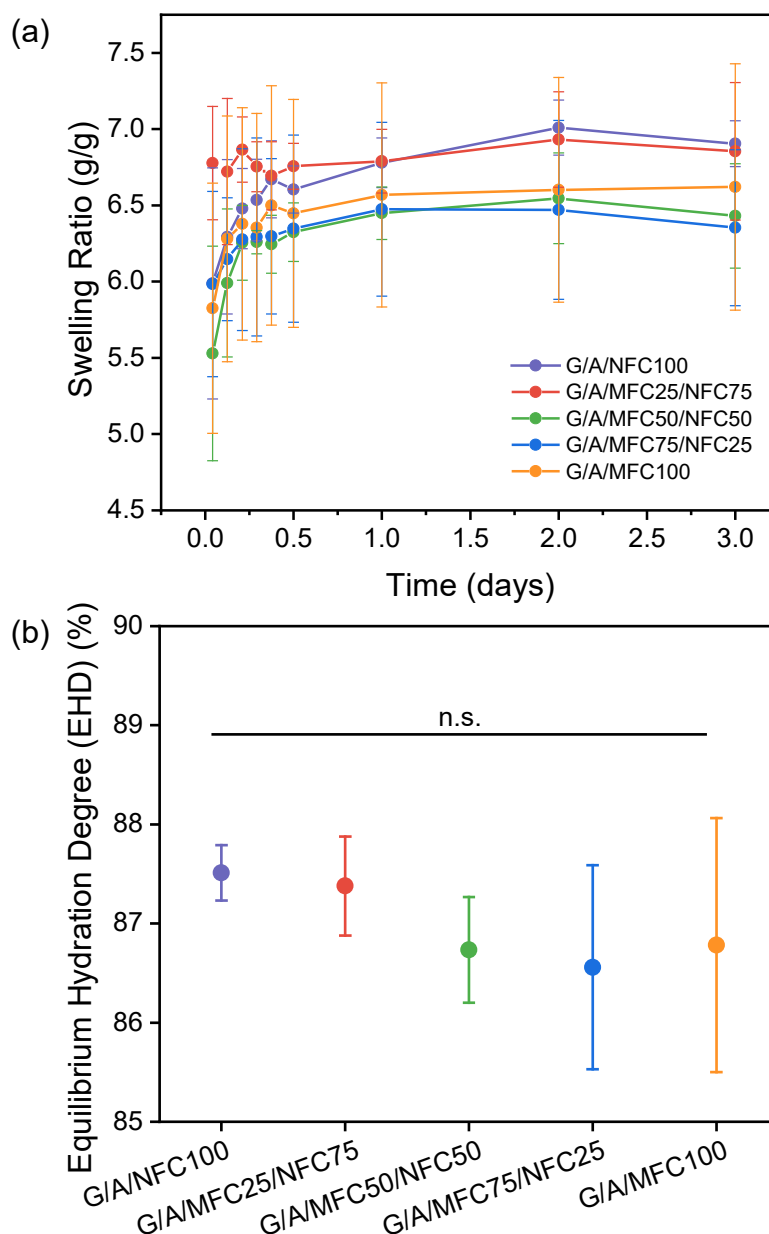 (a)
Swelling Ratio (g/g)
7.5
7.0
6.5
6.0
5.5
5.0
4.5
G/A/NFC100
G/A/MFC25/NFC75
G/A/MFC50/NFC50
G/A/MFC75/NFC25
G/A/MFC100
0.0 0.5 1.0 1.5 2.0 2.5 3.0
Time (days)
(b)
Equilibrium Hydration Degree (EHD) (%)
90
89
88
87
86
85
n.s.
G/A/NFC100
G/A/MFC25/NFC75
G/A/MFC50/NFC50
G/A/MFC75/NFC25
G/A/MFC100